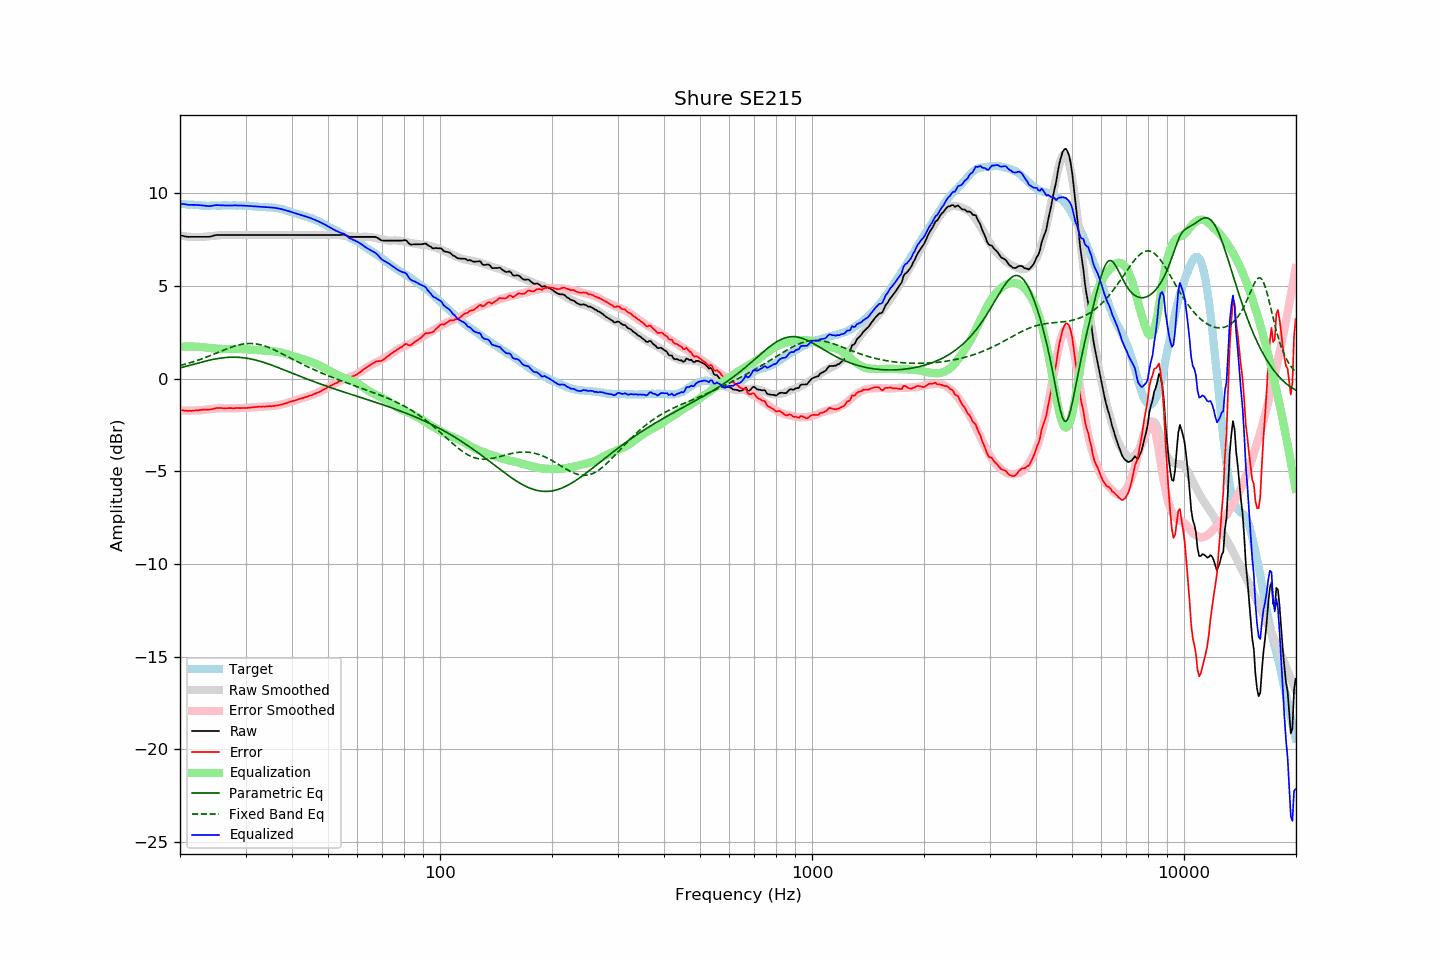 Shure SE215
Amplitude (dBr)
10
5
0
−5
−10
−15
−20
−25
Target
Raw Smoothed
Error Smoothed
Raw
Error
Equalization
Parametric Eq
Fixed Band Eq
Equalized
100
1000
10000
Frequency (Hz)